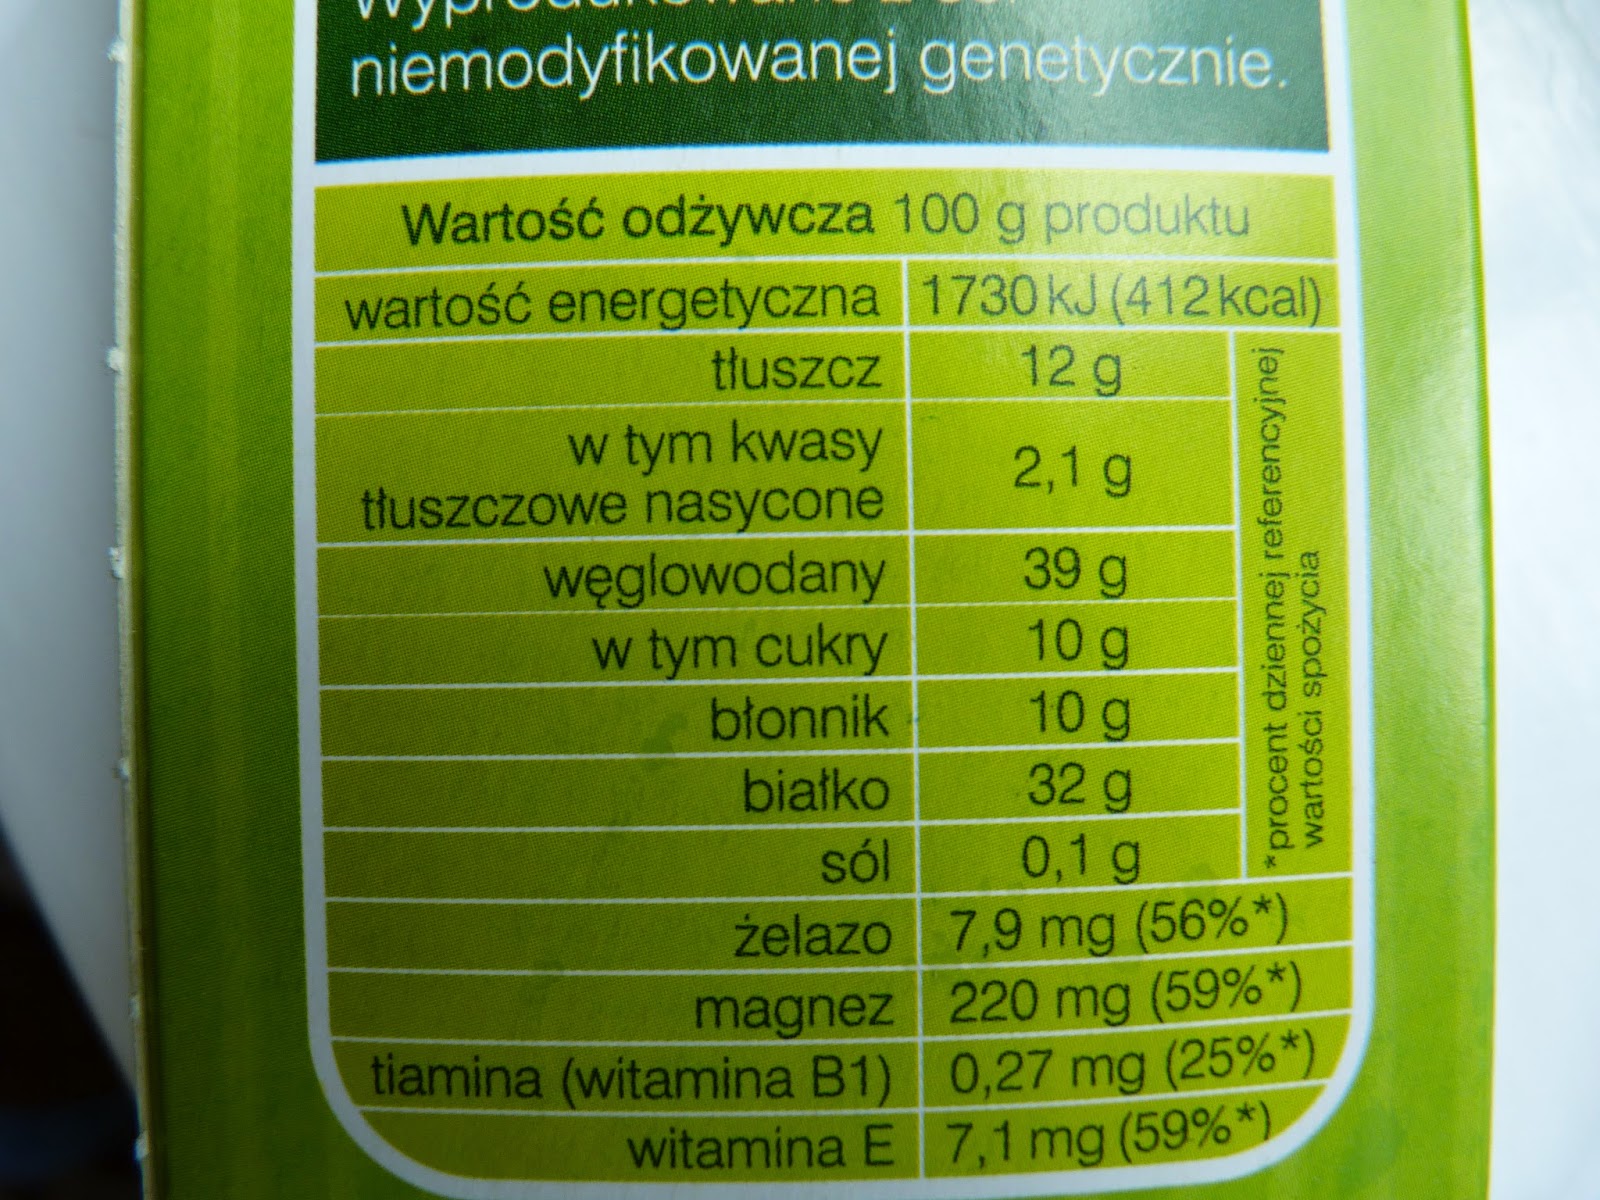 niemodyfikowanej genetycznie.
Wartość odżywcza 100 g produktu
wartość energetyczna 1730 kJ (412 kcal)
tłuszcz 12 g
w tym kwasy
tłuszczowe nasycone 2,1 g
węglowodany 39 g
w tym cukry 10 g
błonnik 10 g
białko 32 g
sól 0,1 g
*procent dziennej referencyjnej
wartości spożycia
żelazo 7,9 mg (56%*)
magnez 220 mg (59%*)
tiamina (witamina B1) 0,27 mg (25%*)
witamina E 7,1 mg (59%*)